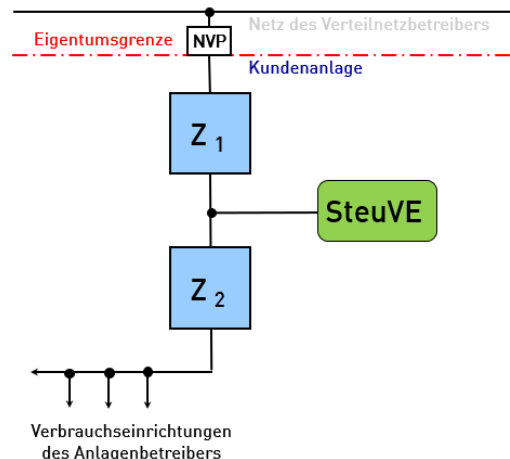 Netz des Verteilnetzbetreibers
Eigentumsgrenze
NVP
Kundenanlage
Z 1
SteuVE
Z 2
Verbrauchseinrichtungen
des Anlagenbetreibers